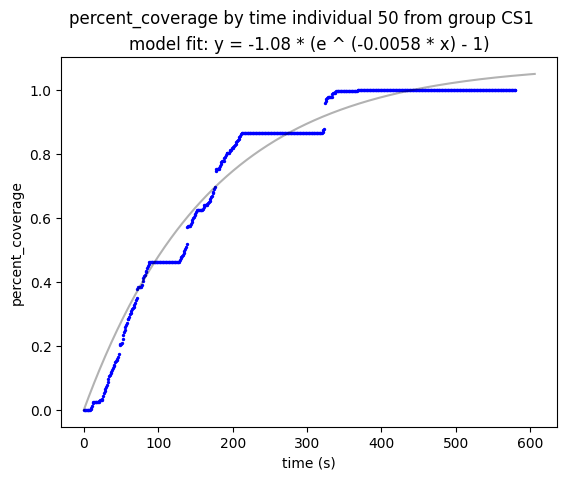 percent_coverage by time individual 50 from group CS1
model fit: y = -1.08 * (e ^ (-0.0058 * x) - 1)
1.0
0.8
0.6
0.4
0.2
0.0
percent_coverage
0 100 200 300 400 500 600
time (s)